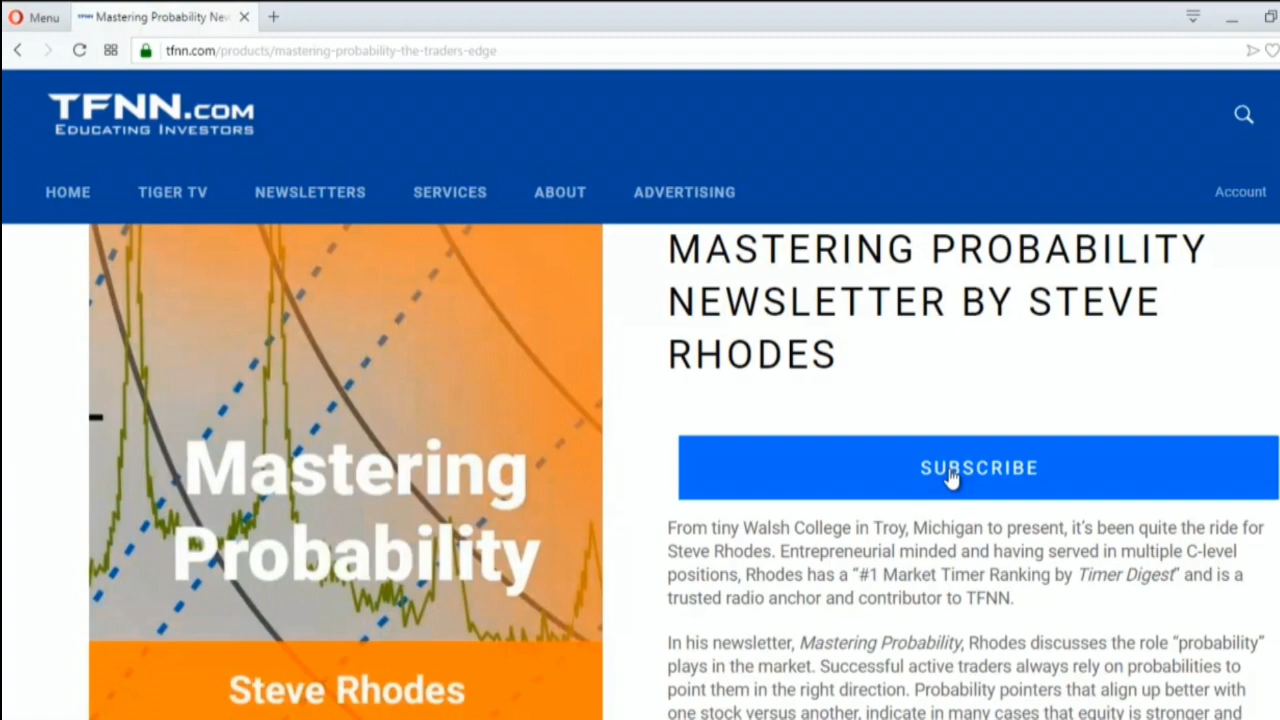 Menu
Mastering Probability New
tfnn.com/products/mastering-probability-the-traders-edge
TFNN.COM
EDUCATING INVESTORS
HOME
TIGER TV
NEWSLETTERS
SERVICES
ABOUT
ADVERTISING
Account
Mastering
Probability
Steve Rhodes
MASTERING PROBABILITY
NEWSLETTER BY STEVE
RHODES
SUBSCRIBE
From tiny Walsh College in Troy, Michigan to present, it’s been quite the ride for
Steve Rhodes. Entrepreneurial minded and having served in multiple C-level
positions, Rhodes has a “#1 Market Timer Ranking by Timer Digest” and is a
trusted radio anchor and contributor to TFNN.
In his newsletter, Mastering Probability, Rhodes discusses the role “probability”
plays in the market. Successful active traders always rely on probabilities to
point them in the right direction. Probability pointers that align up better with
one stock versus another, indicate in many cases that equity is stronger and